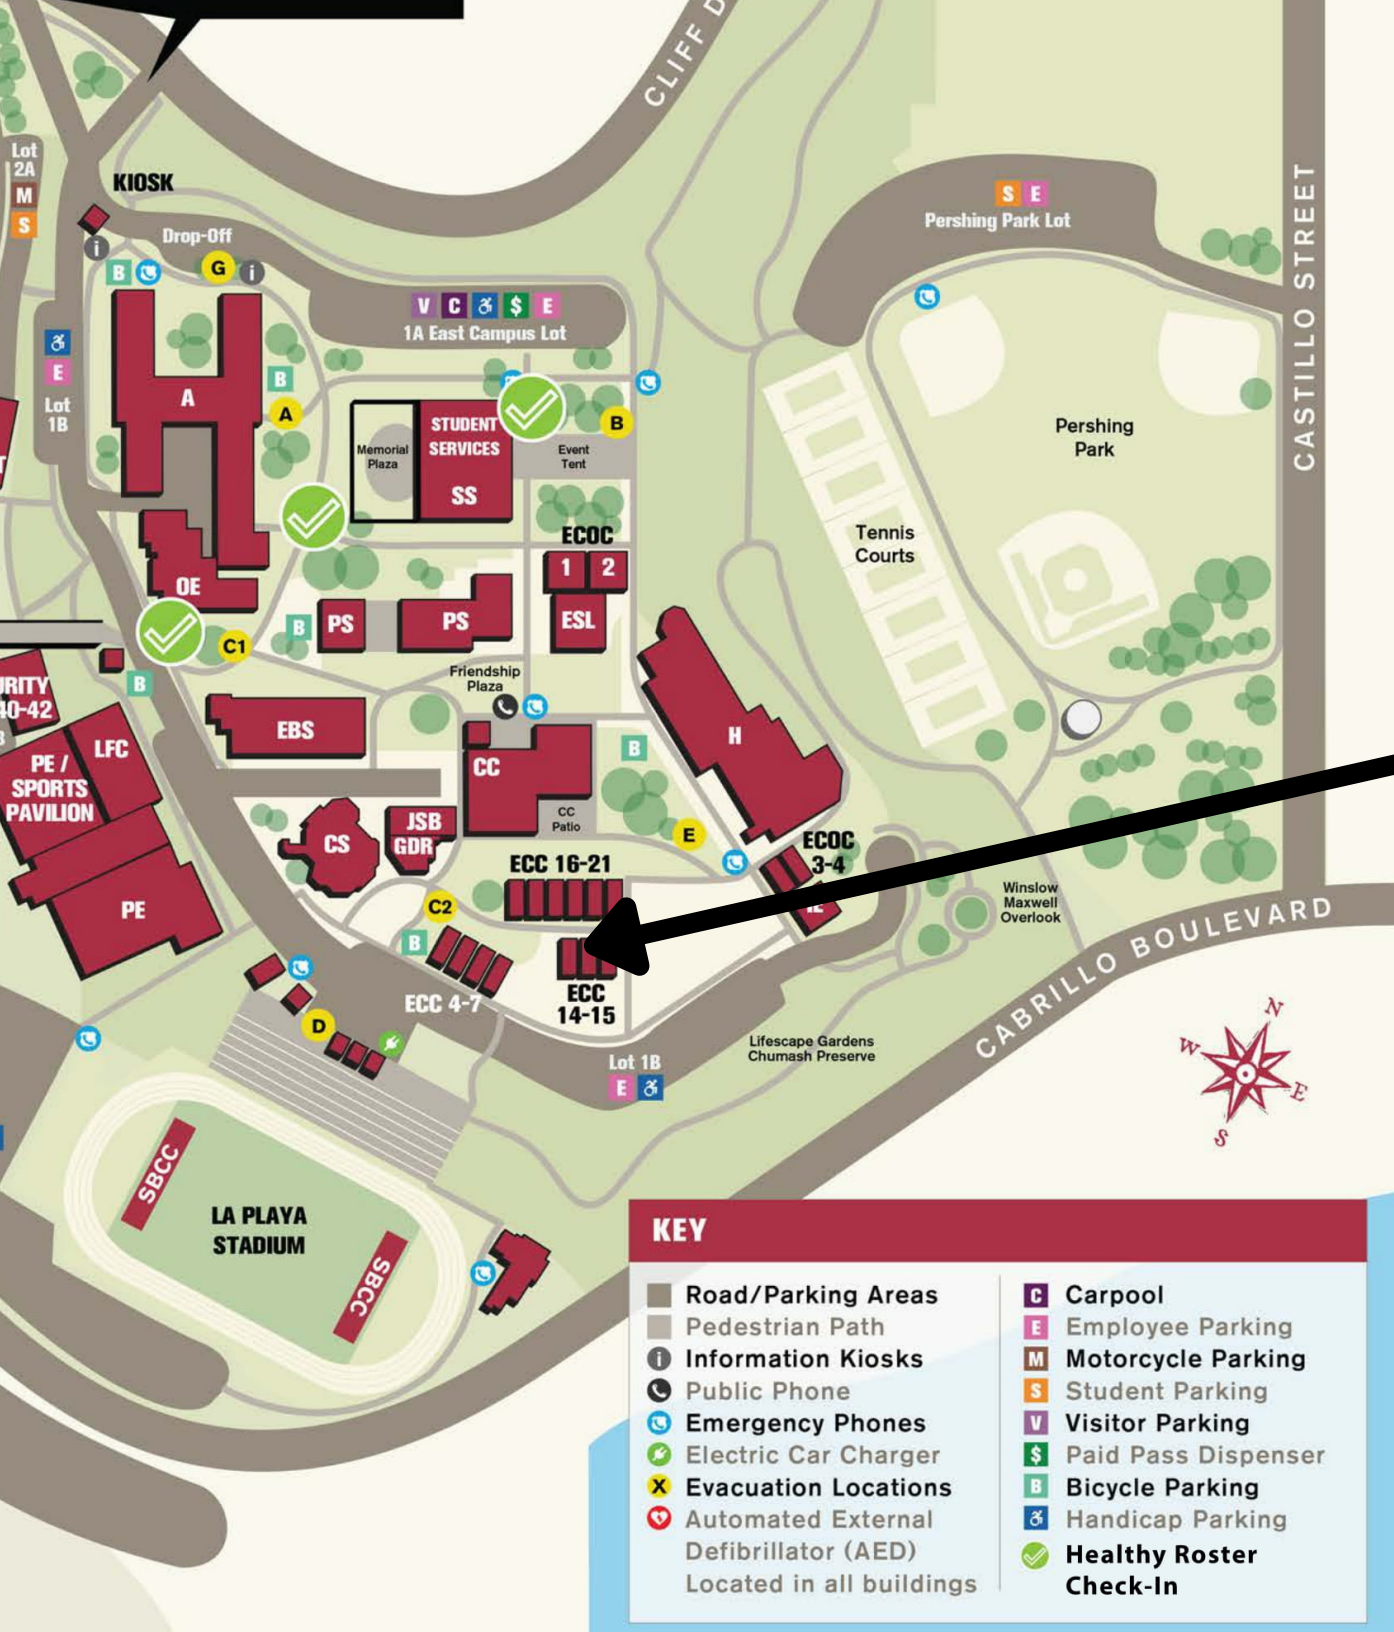 CLIFF D
Lot
2A
M
S
KIOSK
i
Drop-Off
B
G
i
S E
Pershing Park Lot
CASTILLO STREET
V C $ E
1A East Campus Lot
E
Lot
1B
A
B
A
STUDENT
SERVICES
SS
Memorial
Plaza
B
Event
Tent
Pershing
Park
Tennis
Courts
ECOC
1 2
ESL
OE
C1
B
PS
PS
B
Friendship
Plaza
URITY
40-42
LFC
PE /
SPORTS
PAVILION
EBS
CC
B
H
CC
Patio
CS
JSB
GDR
E
ECOC
3-4
ECC 16-21
PE
C2
B
Winslow
Maxwell
Overlook
CABRILLO BOULEVARD
ECC 4-7
ECC
14-15
D
Lot 1B
E
Lifescape Gardens
Chumash Preserve
N
W
E
S
SBCC
LA PLAYA
STADIUM
SBCC
KEY
Road/Parking Areas
Pedestrian Path
i Information Kiosks
Public Phone
Emergency Phones
Electric Car Charger
X Evacuation Locations
Automated External
Defibrillator (AED)
Located in all buildings
C Carpool
E Employee Parking
M Motorcycle Parking
S Student Parking
V Visitor Parking
$ Paid Pass Dispenser
B Bicycle Parking
Handicap Parking
Healthy Roster
Check-In